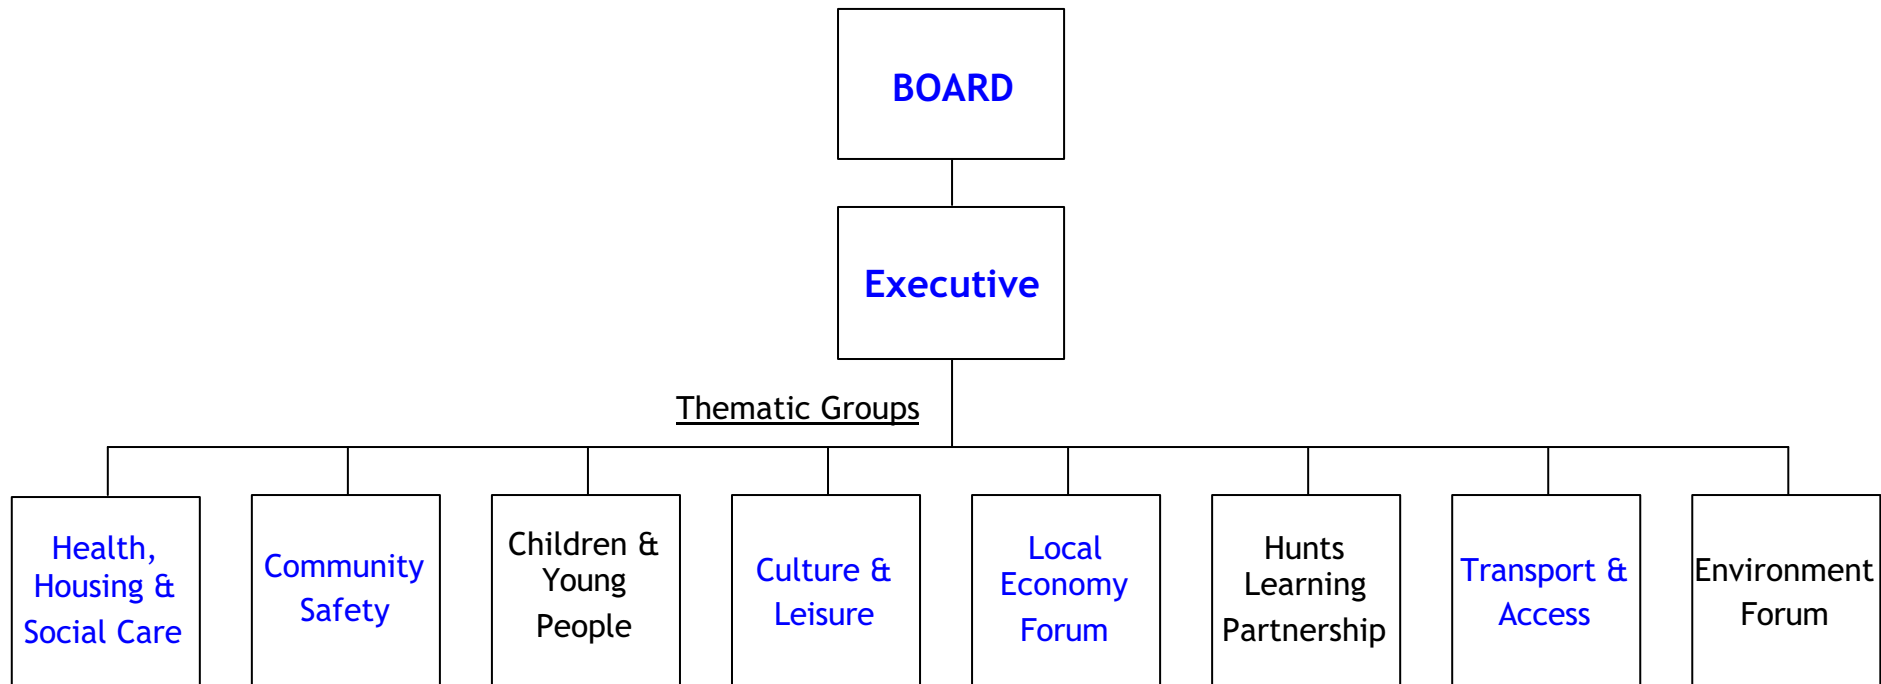 BOARD
Executive
Thematic Groups
Health,
Housing &
Social Care
Community
Safety
Children &
Young
People
Culture &
Leisure
Local
Economy
Forum
Hunts
Learning
Partnership
Transport &
Access
Environment
Forum